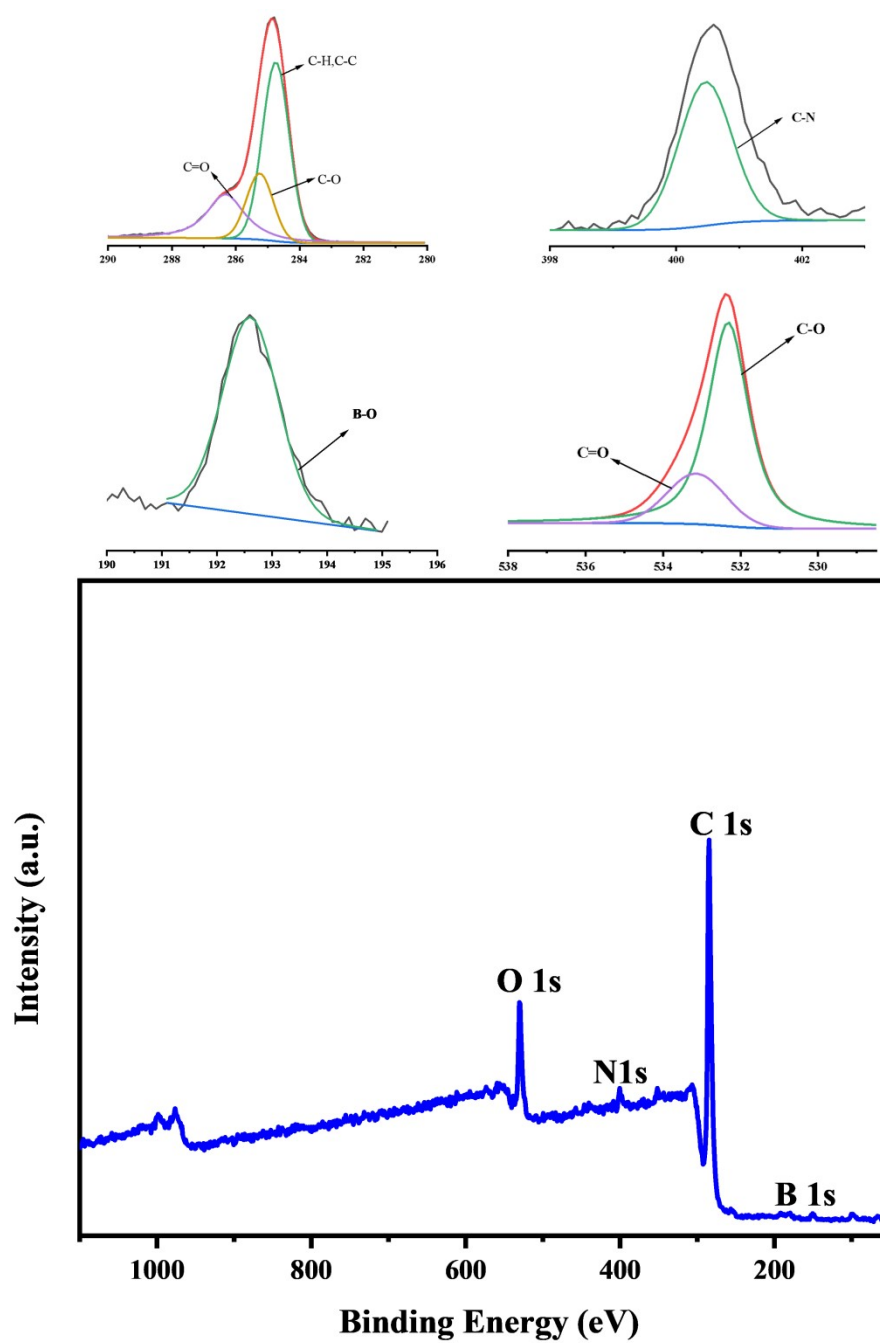 C-H,C-C
C=O
C-O
290 288 286 284 282 280
C-N
398 400 402
B-O
190 191 192 193 194 195 196
C-O
C=O
538 536 534 532 530
C 1s
O 1s
N1s
B 1s
Intensity (a.u.)
1000 800 600 400 200
Binding Energy (eV)